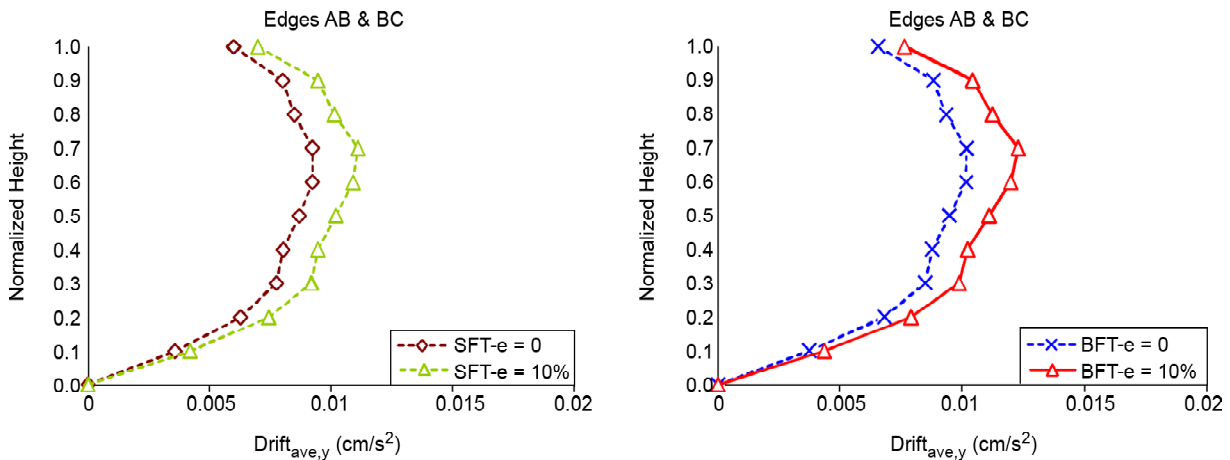 Edges AB & BC
1.0
0.9
0.8
0.7
0.6
0.5
0.4
0.3
0.2
0.1
0.0
Normalized Height
SFT-e = 0
SFT-e = 10%
0 0.005 0.01 0.015 0.02
Drift_ave,y (cm/s²)
Edges AB & BC
1.0
0.9
0.8
0.7
0.6
0.5
0.4
0.3
0.2
0.1
0.0
Normalized Height
BFT-e = 0
BFT-e = 10%
0 0.005 0.01 0.015 0.02
Drift_ave,y (cm/s²)